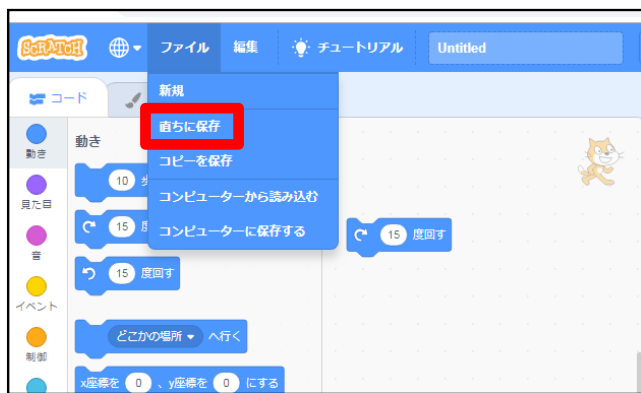 SCRATCH ファイル 編集 チュートリアル Untitled
コード
新規
直ちに保存
コピーを保存
コンピューターから読み込む
コンピューターに保存する
動き
動き
見た目
音
イベント
制御
10
15
15 度回す
どこかの場所 へ行く
x座標を 0 、y座標を 0 にする
15 度回す